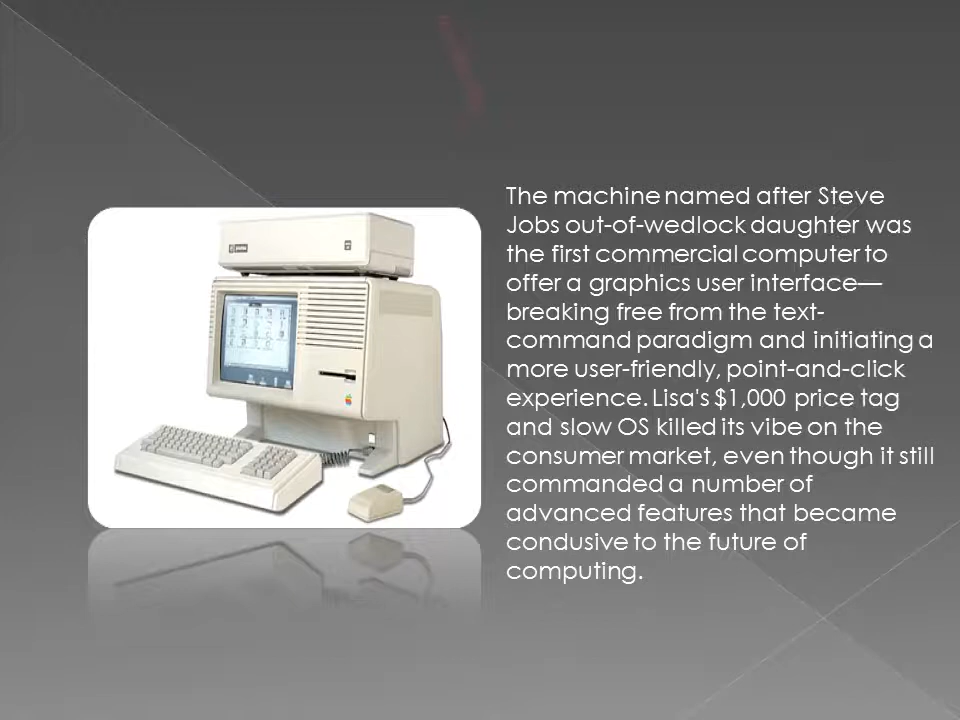 The machine named after Steve
Jobs out-of-wedlock daughter was
the first commercial computer to
offer a graphics user interface—
breaking free from the text-
command paradigm and initiating a
more user-friendly, point-and-click
experience. Lisa's $1,000 price tag
and slow OS killed its vibe on the
consumer market, even though it still
commanded a number of
advanced features that became
condusive to the future of
computing.